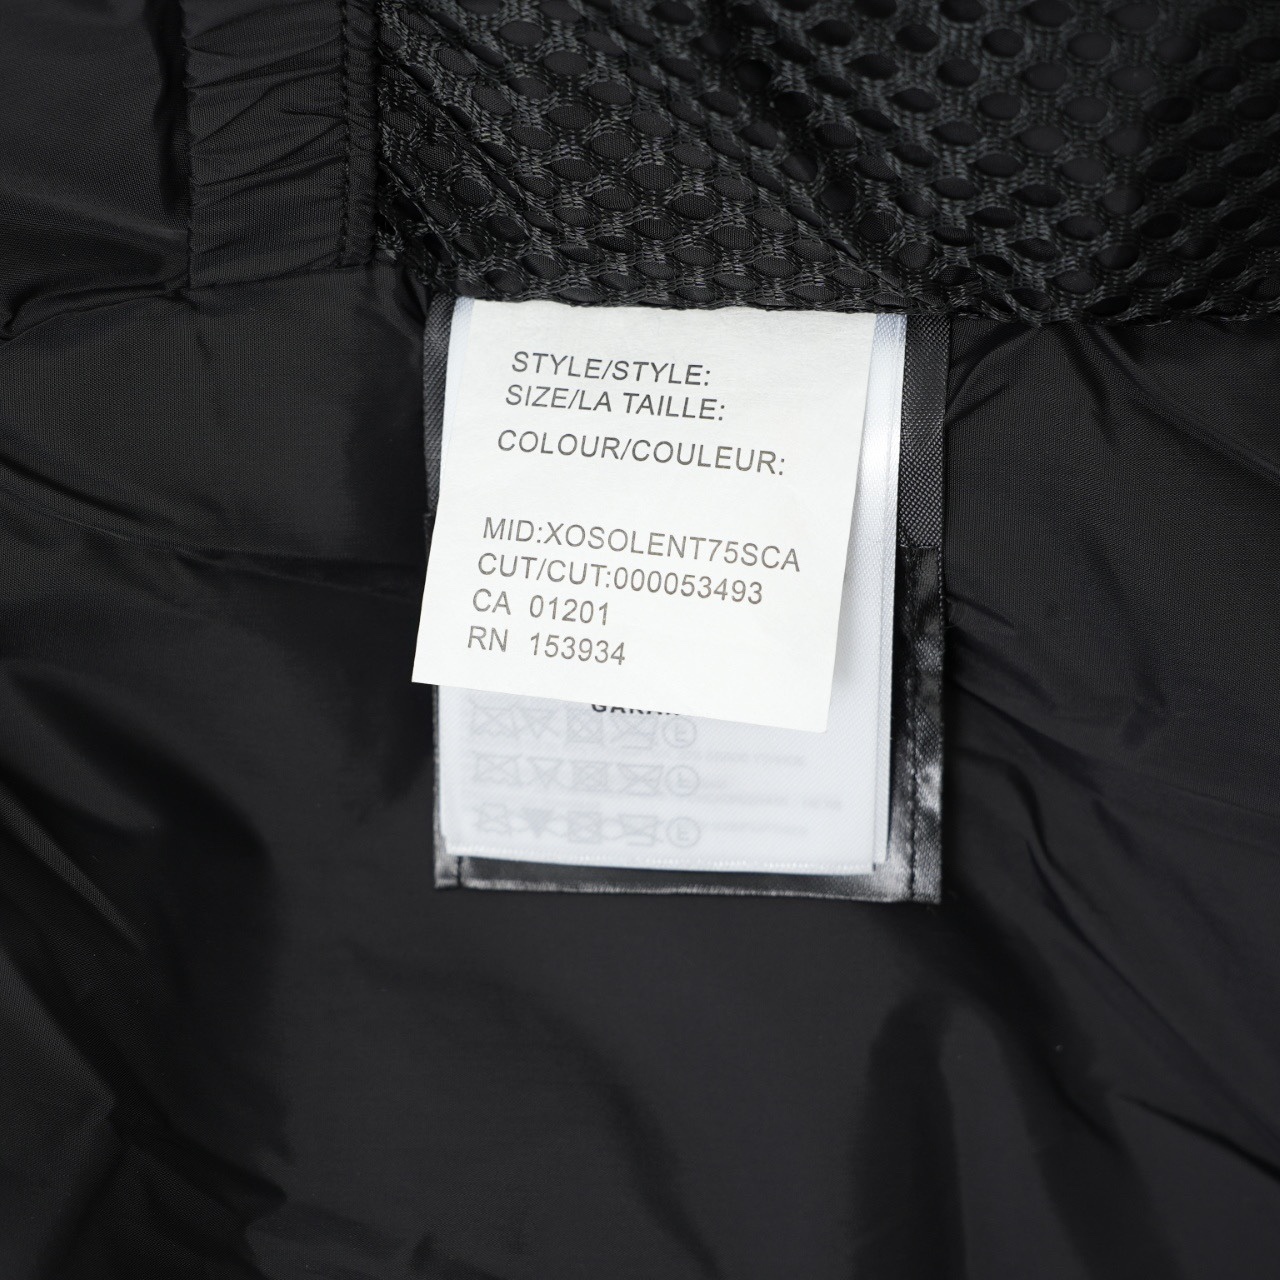 STYLE/STYLE:
SIZE/LA TAILLE:
COLOUR/COULEUR:
MID:XOSOLENT75SCA
CUT/CUT:000053493
CA 01201
RN 153934